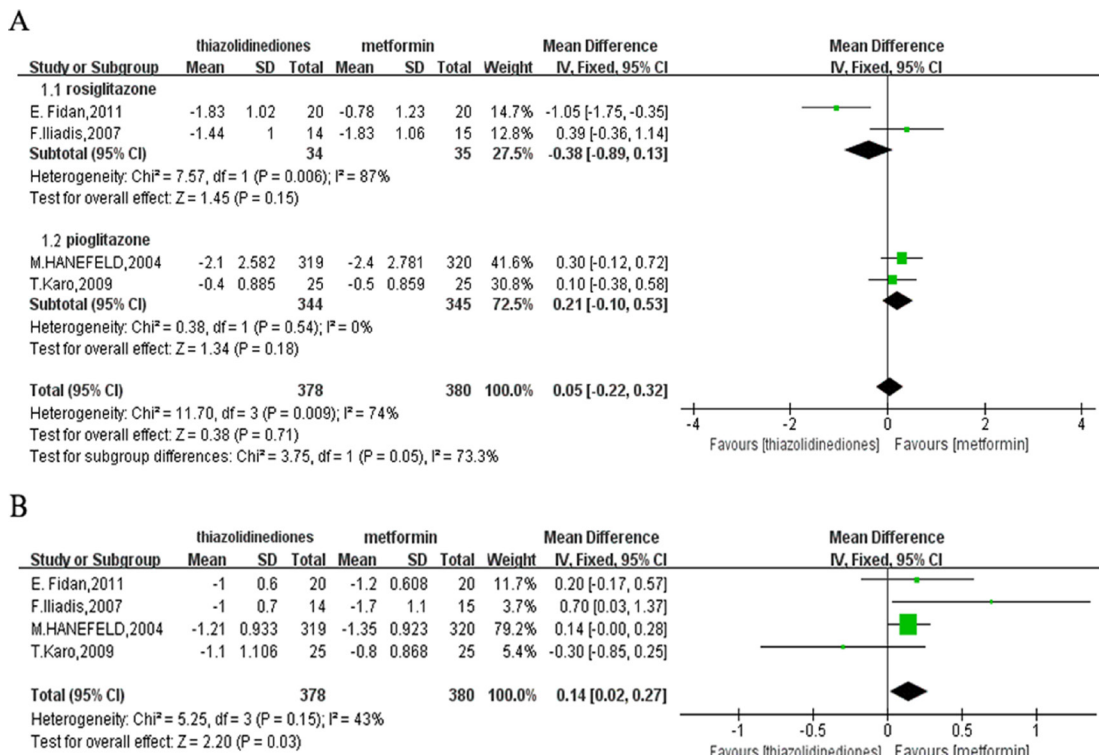 A
thiazolidinediones metformin Mean Difference Mean Difference
Study or Subgroup Mean SD Total Mean SD Total Weight IV, Fixed, 95% CI IV, Fixed, 95% CI
1.1 rosiglitazone
E. Fidan,2011 -1.83 1.02 20 -0.78 1.23 20 14.7% -1.05 [-1.75, -0.35]
F.Iliadis,2007 -1.44 1 14 -1.83 1.06 15 12.8% 0.39 [-0.36, 1.14]
Subtotal (95% CI) 34 35 27.5% -0.38 [-0.89, 0.13]
Heterogeneity: Chi² = 7.57, df = 1 (P = 0.006); I² = 87%
Test for overall effect: Z = 1.45 (P = 0.15)
1.2 pioglitazone
M.HANEFELD,2004 -2.1 2.582 319 -2.4 2.781 320 41.6% 0.30 [-0.12, 0.72]
T.Karo,2009 -0.4 0.885 25 -0.5 0.859 25 30.8% 0.10 [-0.38, 0.58]
Subtotal (95% CI) 344 345 72.5% 0.21 [-0.10, 0.53]
Heterogeneity: Chi² = 0.38, df = 1 (P = 0.54); I² = 0%
Test for overall effect: Z = 1.34 (P = 0.18)
Total (95% CI) 378 380 100.0% 0.05 [-0.22, 0.32]
Heterogeneity: Chi² = 11.70, df = 3 (P = 0.009); I² = 74%
Test for overall effect: Z = 0.38 (P = 0.71)
Test for subgroup differences: Chi² = 3.75, df = 1 (P = 0.05), I² = 73.3%
-4 -2 0 2 4
Favours [thiazolidinediones] Favours [metformin]
B
thiazolidinediones metformin Mean Difference Mean Difference
Study or Subgroup Mean SD Total Mean SD Total Weight IV, Fixed, 95% CI IV, Fixed, 95% CI
E. Fidan,2011 -1 0.6 20 -1.2 0.608 20 11.7% 0.20 [-0.17, 0.57]
F.Iliadis,2007 -1 0.7 14 -1.7 1.1 15 3.7% 0.70 [0.03, 1.37]
M.HANEFELD,2004 -1.21 0.933 319 -1.35 0.923 320 79.2% 0.14 [-0.00, 0.28]
T.Karo,2009 -1.1 1.106 25 -0.8 0.868 25 5.4% -0.30 [-0.85, 0.25]
Total (95% CI) 378 380 100.0% 0.14 [0.02, 0.27]
Heterogeneity: Chi² = 5.25, df = 3 (P = 0.15); I² = 43%
Test for overall effect: Z = 2.20 (P = 0.03)
-1 -0.5 0 0.5 1
Favours [thiazolidinediones] Favours [metformin]